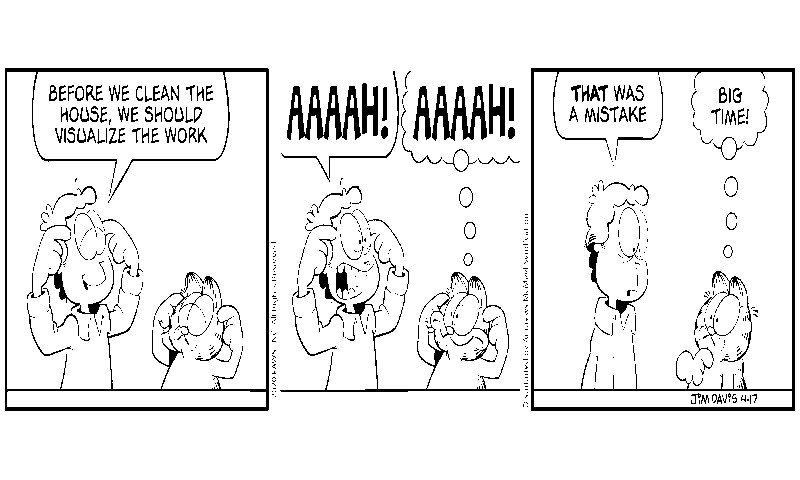 BEFORE WE CLEAN THE
HOUSE, WE SHOULD
VISUALIZE THE WORK
AAAAH!
AAAAH!
THAT WAS
A MISTAKE
BIG
TIME!
JIM DAVIS 4-17